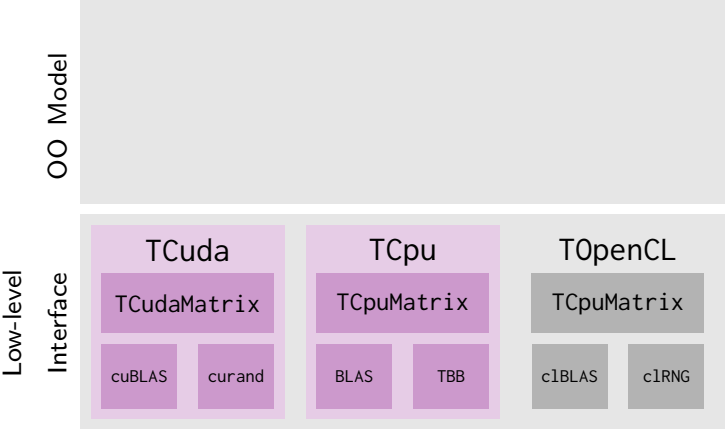 OO Model
Low-level
Interface
TCuda
TCpu
TOpenCL
TCudaMatrix
TCpuMatrix
TCpuMatrix
cuBLAS
curand
BLAS
TBB
clBLAS
clRNG